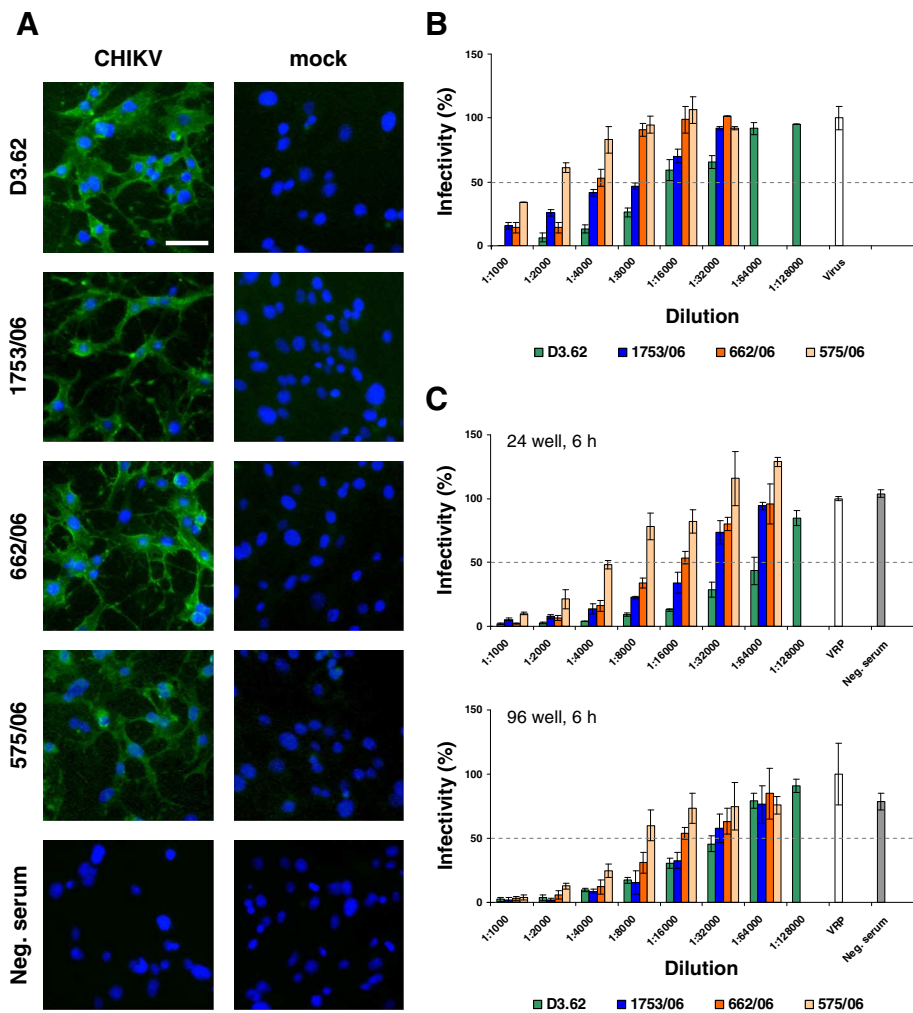 A
CHIKV
mock
D3.62
1753/06
662/06
575/06
Neg. serum
B
Infectivity (%)
150
100
50
0
1:1000
1:2000
1:4000
1:8000
1:16000
1:32000
1:64000
1:128000
Virus
Dilution
D3.62 1753/06 662/06 575/06
C
24 well, 6 h
Infectivity (%)
150
100
50
0
1:1000
1:2000
1:4000
1:8000
1:16000
1:32000
1:64000
1:128000
VRP
Neg. serum
96 well, 6 h
Infectivity (%)
150
100
50
0
1:1000
1:2000
1:4000
1:8000
1:16000
1:32000
1:64000
1:128000
VRP
Neg. serum
Dilution
D3.62 1753/06 662/06 575/06